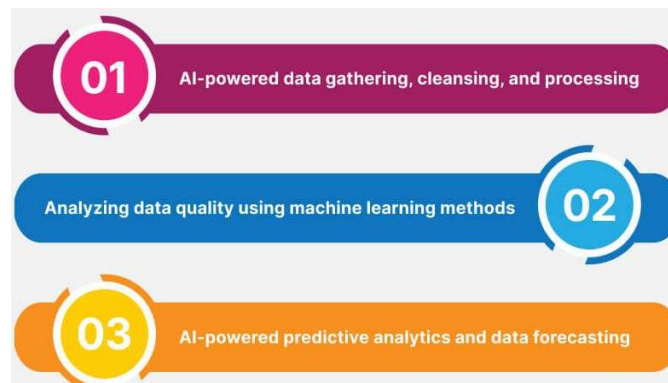 01
AI-powered data gathering, cleansing, and processing
Analyzing data quality using machine learning methods
02
03
AI-powered predictive analytics and data forecasting